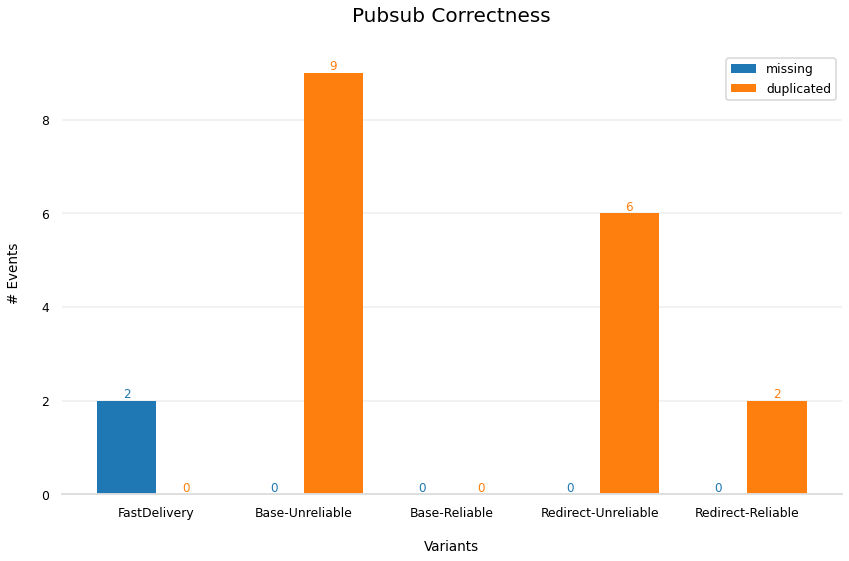 Pubsub Correctness
missing
duplicated
# Events
8
6
4
2
0
2
0
0
9
0
0
0
6
0
2
FastDelivery
Base-Unreliable
Base-Reliable
Redirect-Unreliable
Redirect-Reliable
Variants